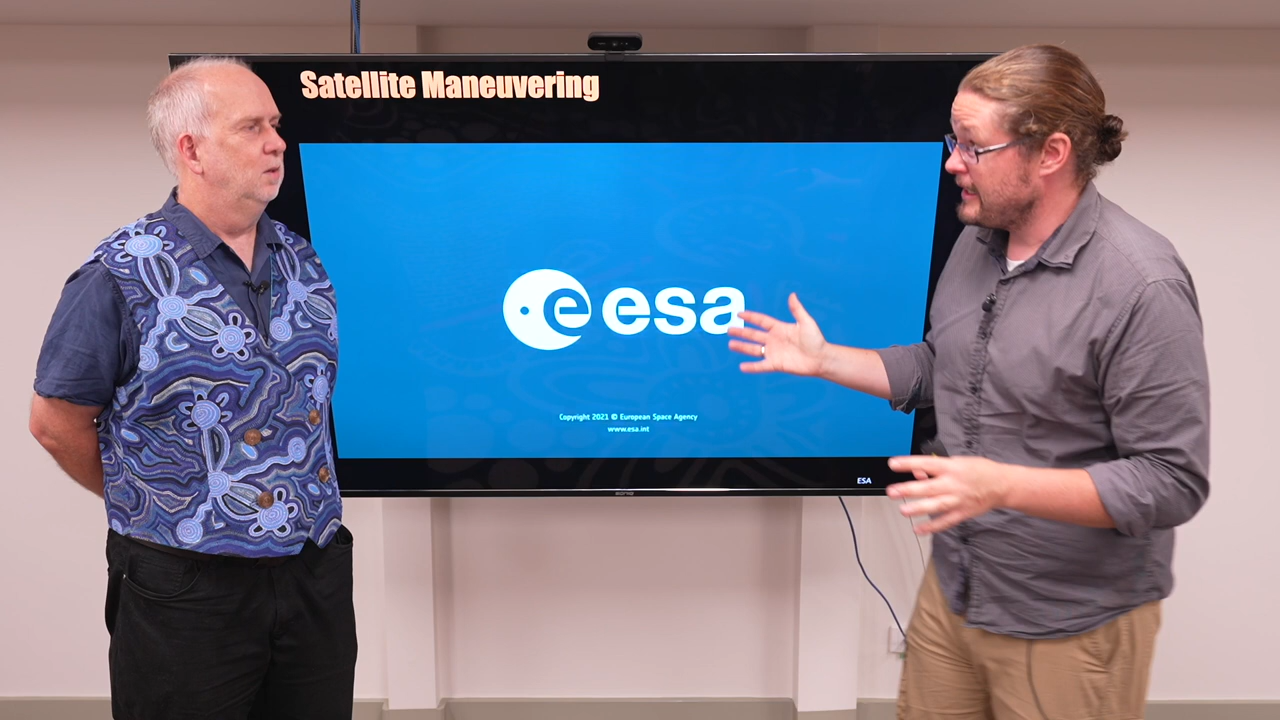 Satellite Maneuvering
esa
Copyright 2021 © European Space Agency
www.esa.int
ESA